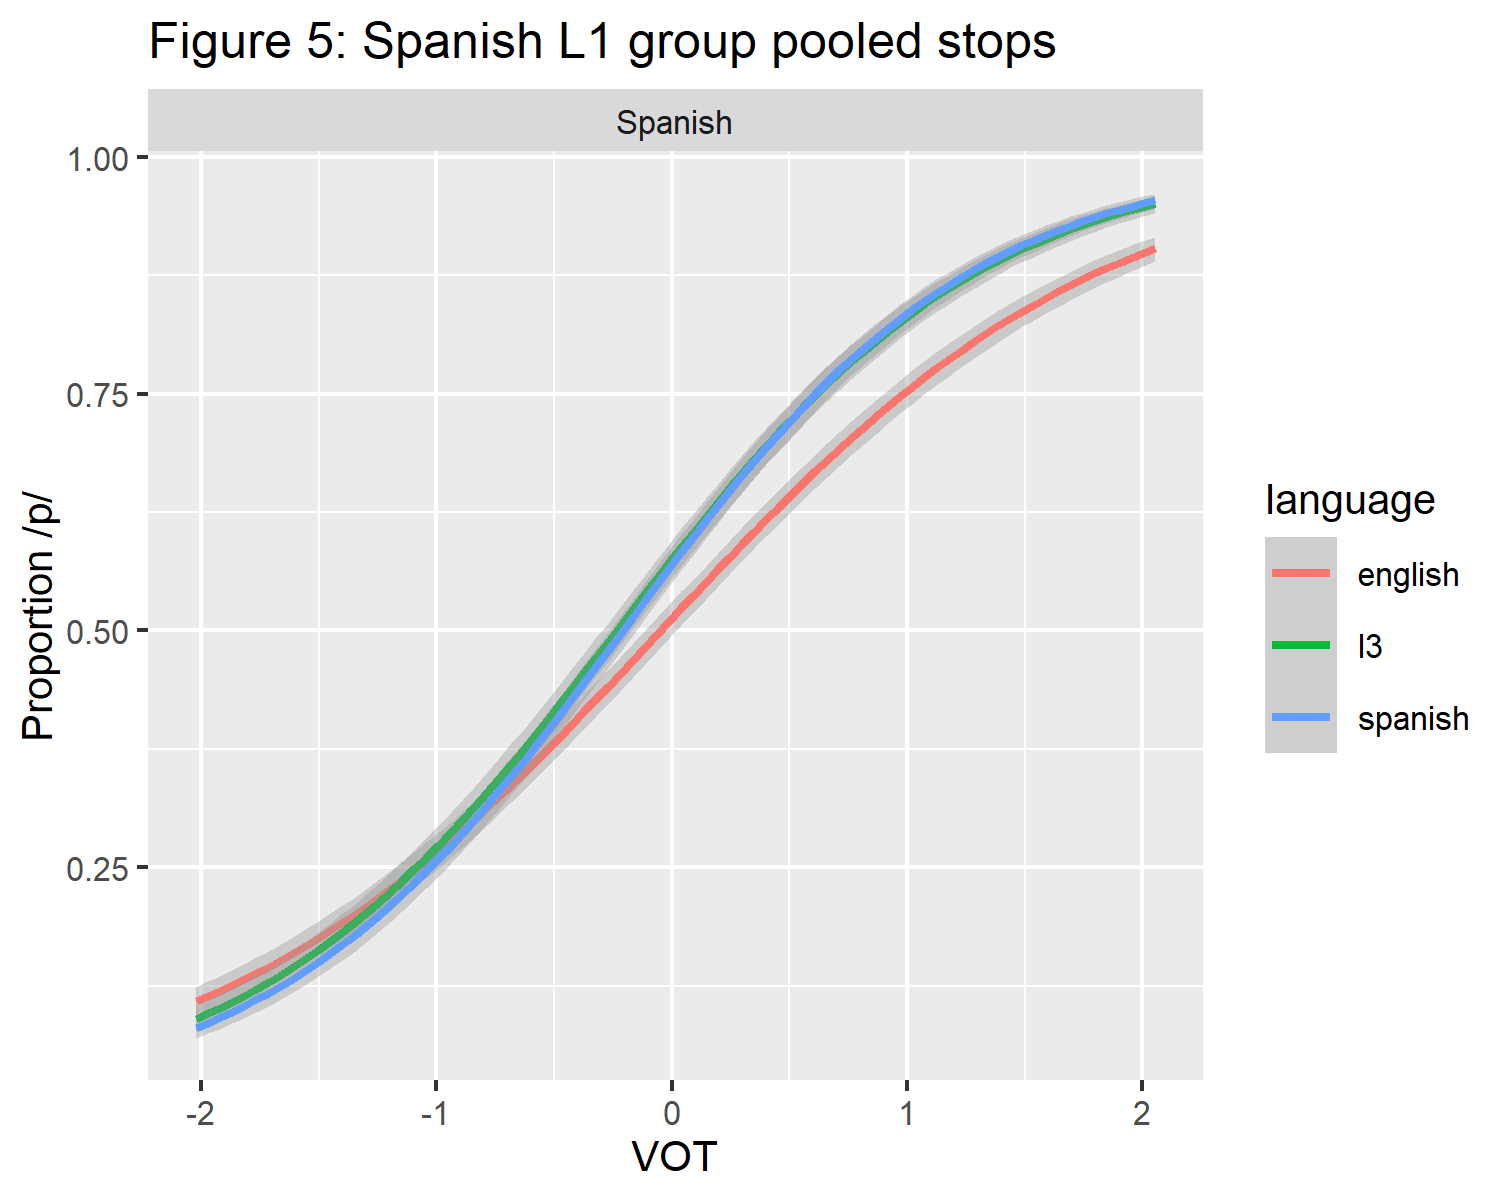 Figure 5: Spanish L1 group pooled stops
Spanish
1.00
0.75
0.50
0.25
Proportion /p/
-2
-1
0
1
2
VOT
language
english
l3
spanish